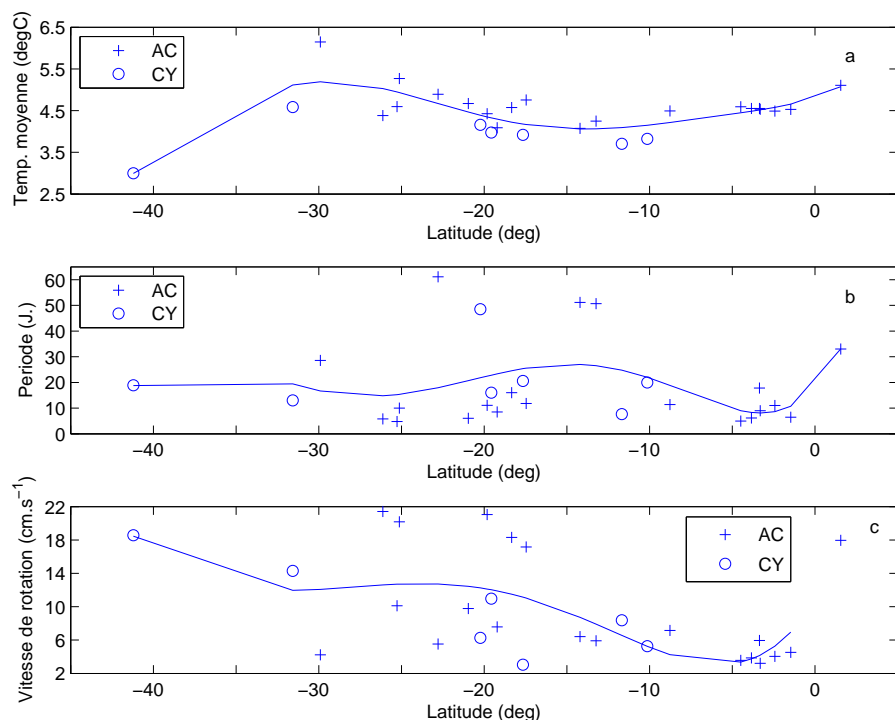 6.5
5.5
4.5
3.5
2.5
Temp. moyenne (degC)
AC
CY
a
−40
−30
−20
−10
0
Latitude (deg)
60
50
40
30
20
10
0
Periode (J.)
AC
CY
b
−40
−30
−20
−10
0
Latitude (deg)
22
18
14
10
6
2
Vitesse de rotation (cm.s−1)
AC
CY
c
−40
−30
−20
−10
0
Latitude (deg)